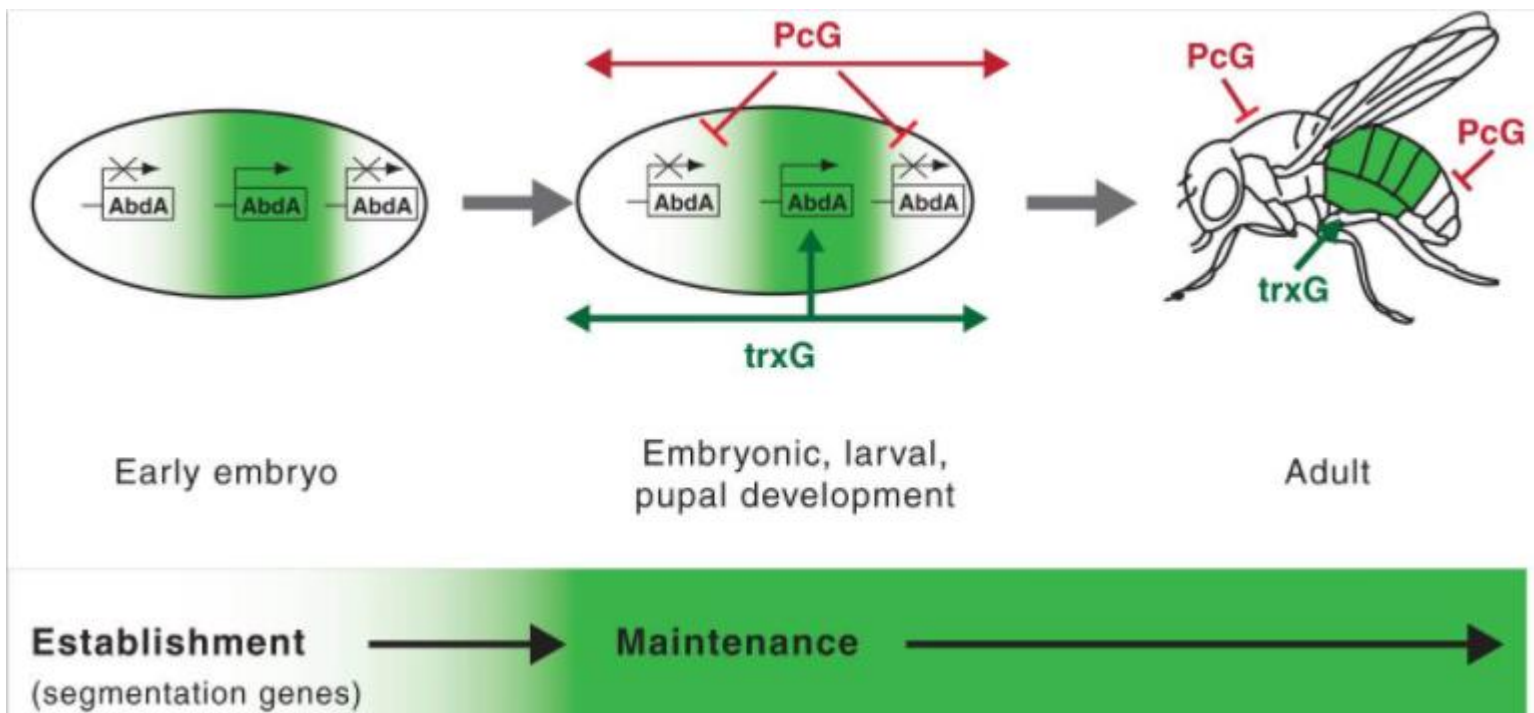 PcG
PcG
PcG
AbdA
AbdA
AbdA
AbdA
AbdA
AbdA
trxG
trxG
Early embryo
Embryonic, larval,
pupal development
Adult
Establishment
Maintenance
(segmentation genes)